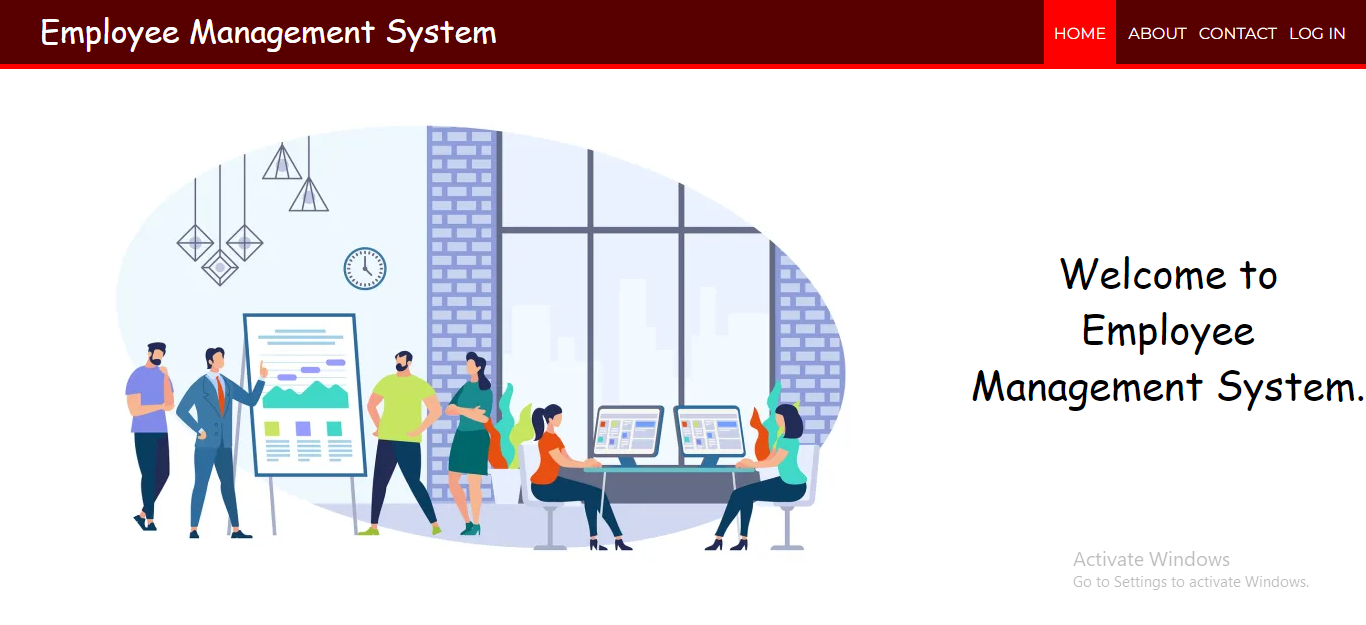 Employee Management System
HOME ABOUT CONTACT LOG IN
Welcome to
Employee
Management System.
Activate Windows
Go to Settings to activate Windows.